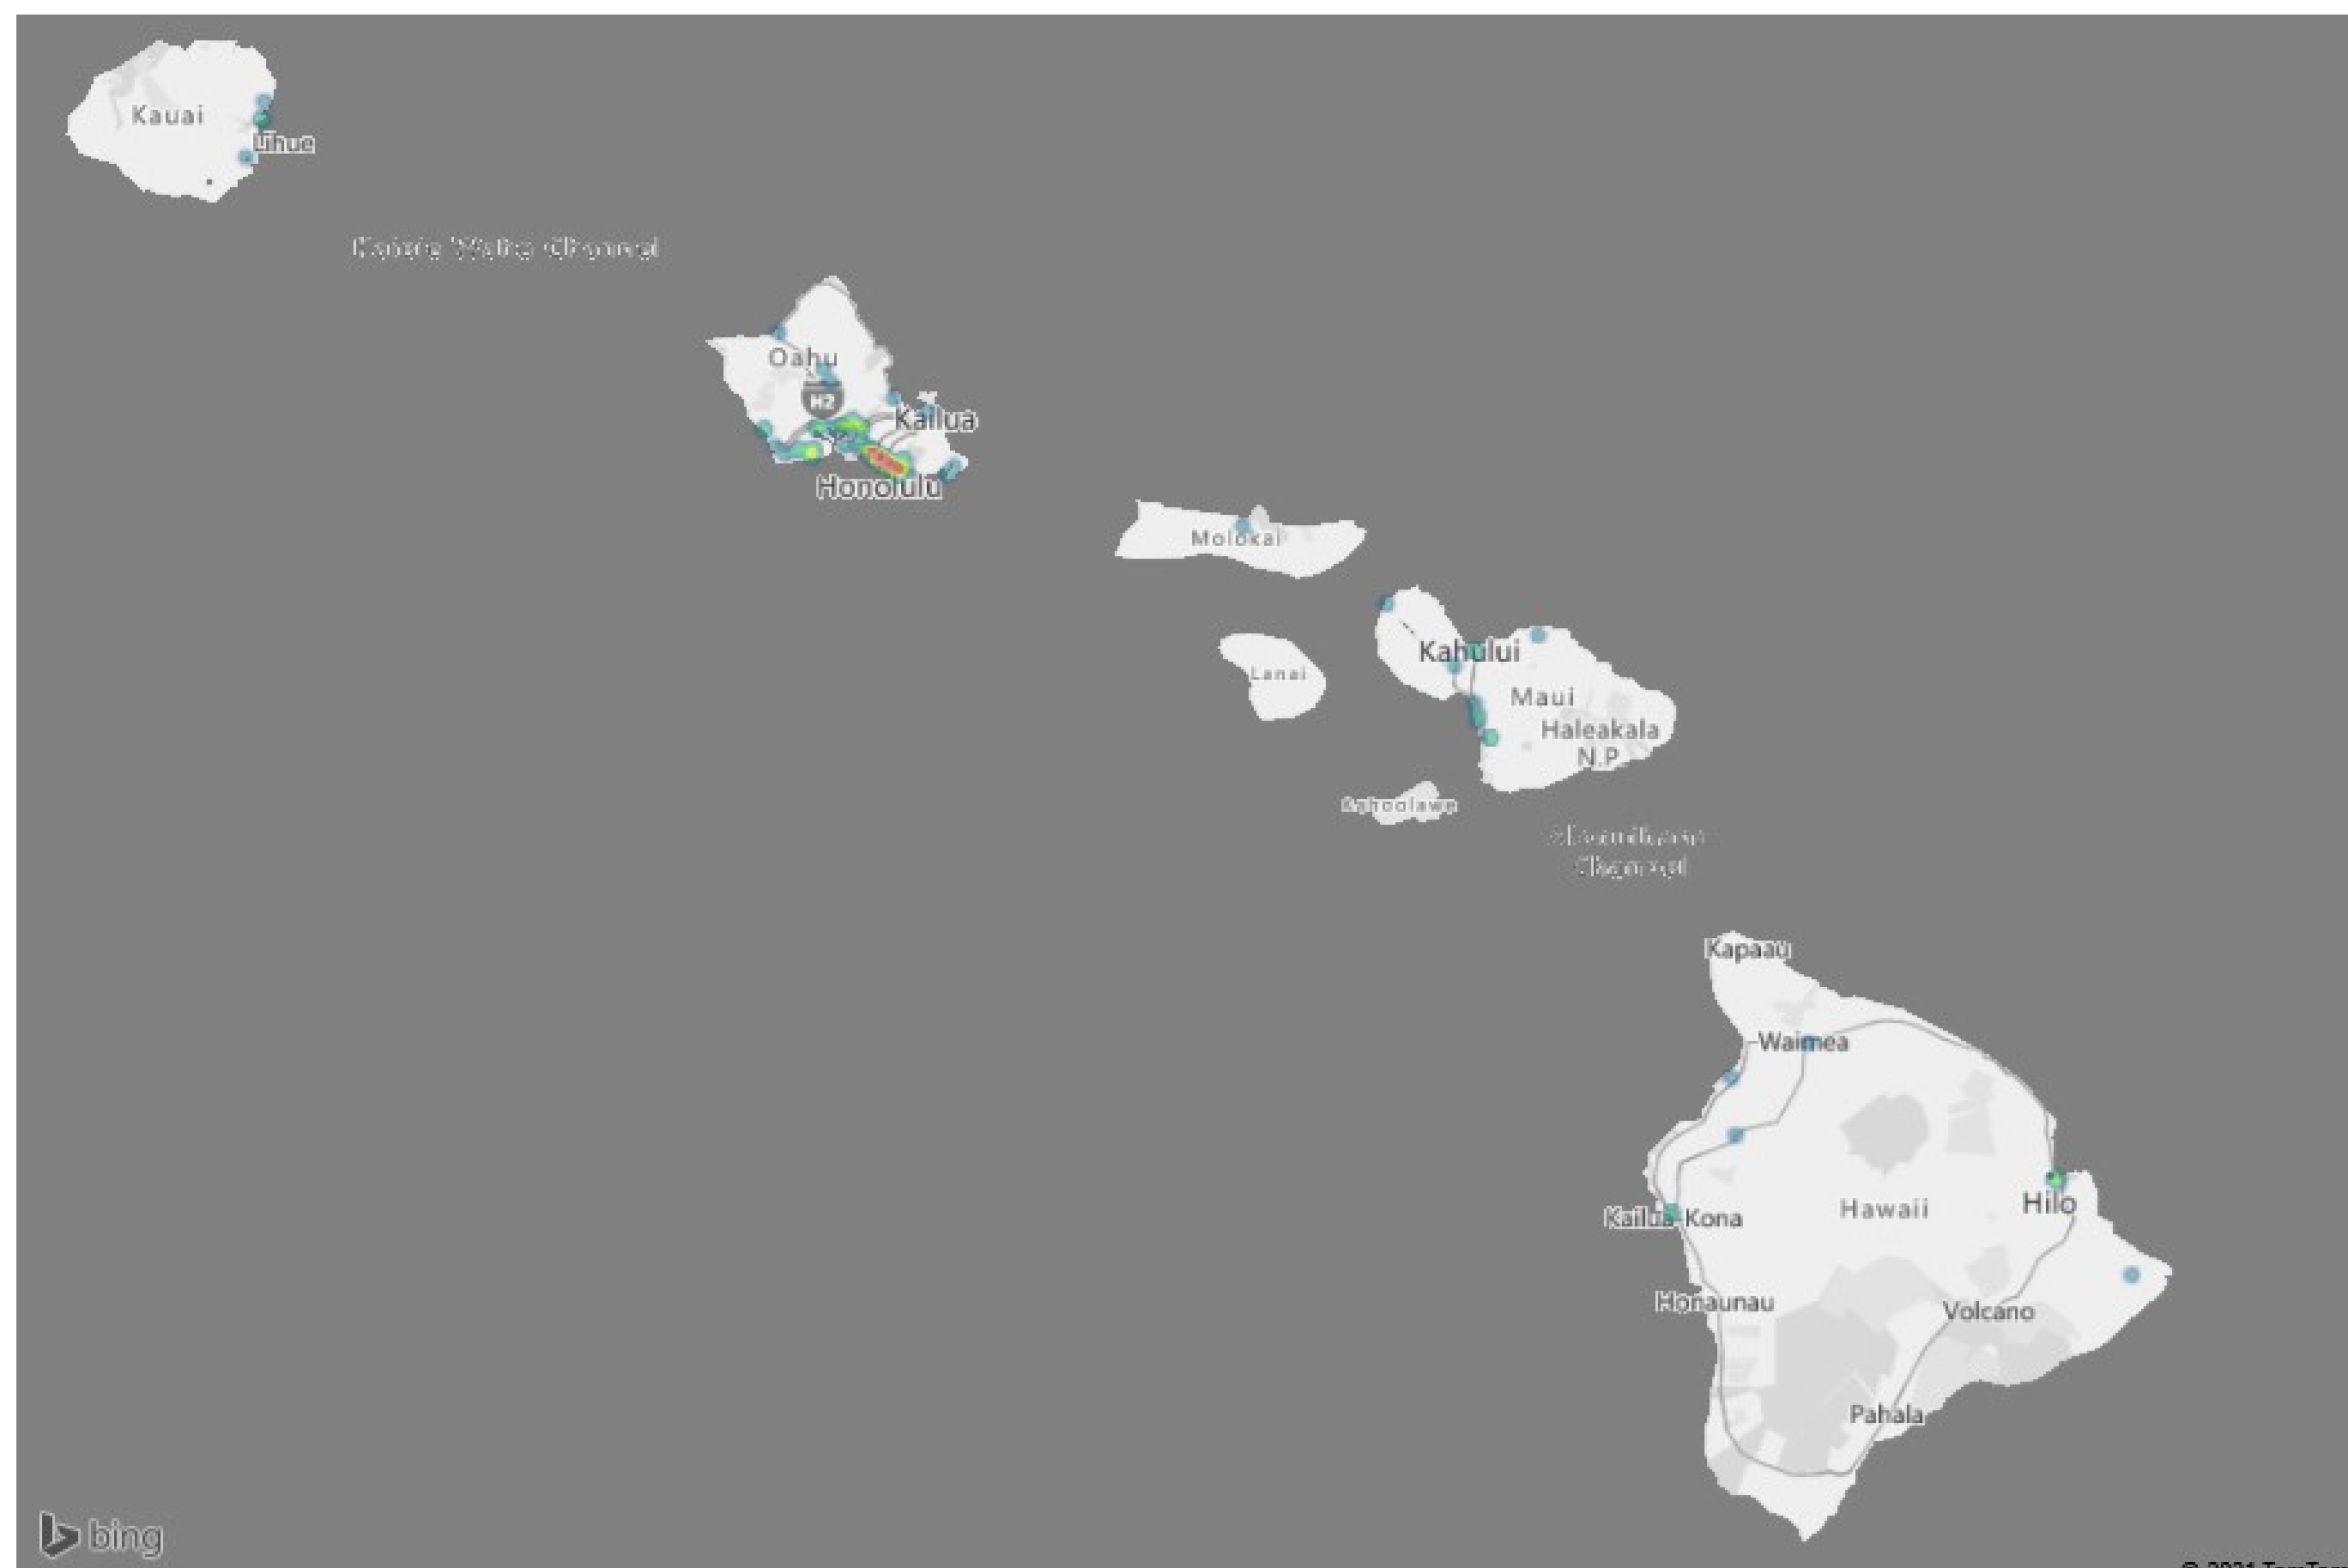 Kauai
Lihue
Oahu
H2
Kailua
Honolulu
Molokai
Kahului
Lanai
Maui
Haleakala
N.P
Kahoolawe
Kapaau
Waimea
Hilo
Hawaii
Kailua-Kona
Honaunau
Volcano
Pahala
bing